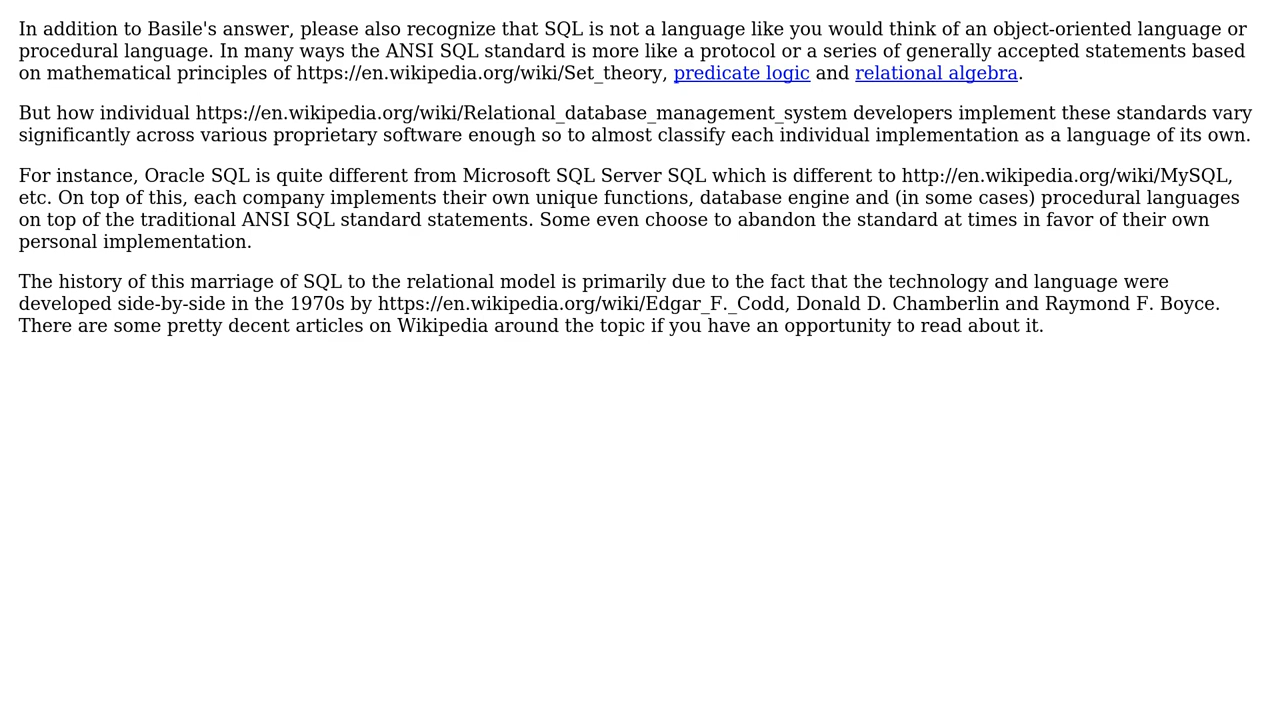 In addition to Basile's answer, please also recognize that SQL is not a language like you would think of an object-oriented language or
procedural language. In many ways the ANSI SQL standard is more like a protocol or a series of generally accepted statements based
on mathematical principles of https://en.wikipedia.org/wiki/Set_theory, predicate logic and relational algebra.
But how individual https://en.wikipedia.org/wiki/Relational_database_management_system developers implement these standards vary
significantly across various proprietary software enough so to almost classify each individual implementation as a language of its own.
For instance, Oracle SQL is quite different from Microsoft SQL Server SQL which is different to http://en.wikipedia.org/wiki/MySQL,
etc. On top of this, each company implements their own unique functions, database engine and (in some cases) procedural languages
on top of the traditional ANSI SQL standard statements. Some even choose to abandon the standard at times in favor of their own
personal implementation.
The history of this marriage of SQL to the relational model is primarily due to the fact that the technology and language were
developed side-by-side in the 1970s by https://en.wikipedia.org/wiki/Edgar_F._Codd, Donald D. Chamberlin and Raymond F. Boyce.
There are some pretty decent articles on Wikipedia around the topic if you have an opportunity to read about it.